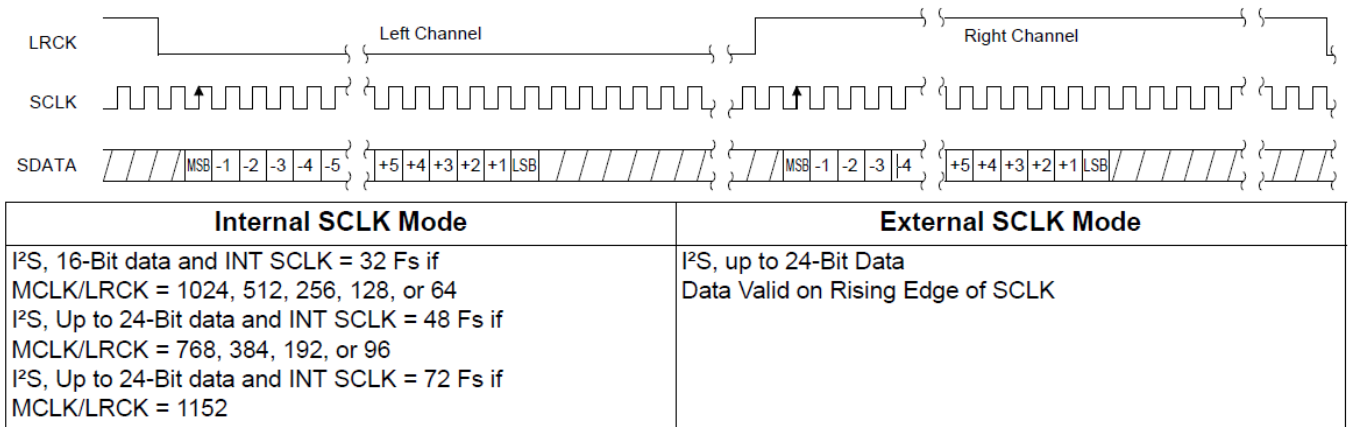 LRCK Left Channel Right Channel
SCLK
SDATA MSB -1 -2 -3 -4 -5 +5 +4 +3 +2 +1 LSB MSB -1 -2 -3 -4 +5 +4 +3 +2 +1 LSB
Internal SCLK Mode External SCLK Mode
I²S, 16-Bit data and INT SCLK = 32 Fs if
MCLK/LRCK = 1024, 512, 256, 128, or 64
I²S, Up to 24-Bit data and INT SCLK = 48 Fs if
MCLK/LRCK = 768, 384, 192, or 96
I²S, Up to 24-Bit data and INT SCLK = 72 Fs if
MCLK/LRCK = 1152
I²S, up to 24-Bit Data
Data Valid on Rising Edge of SCLK